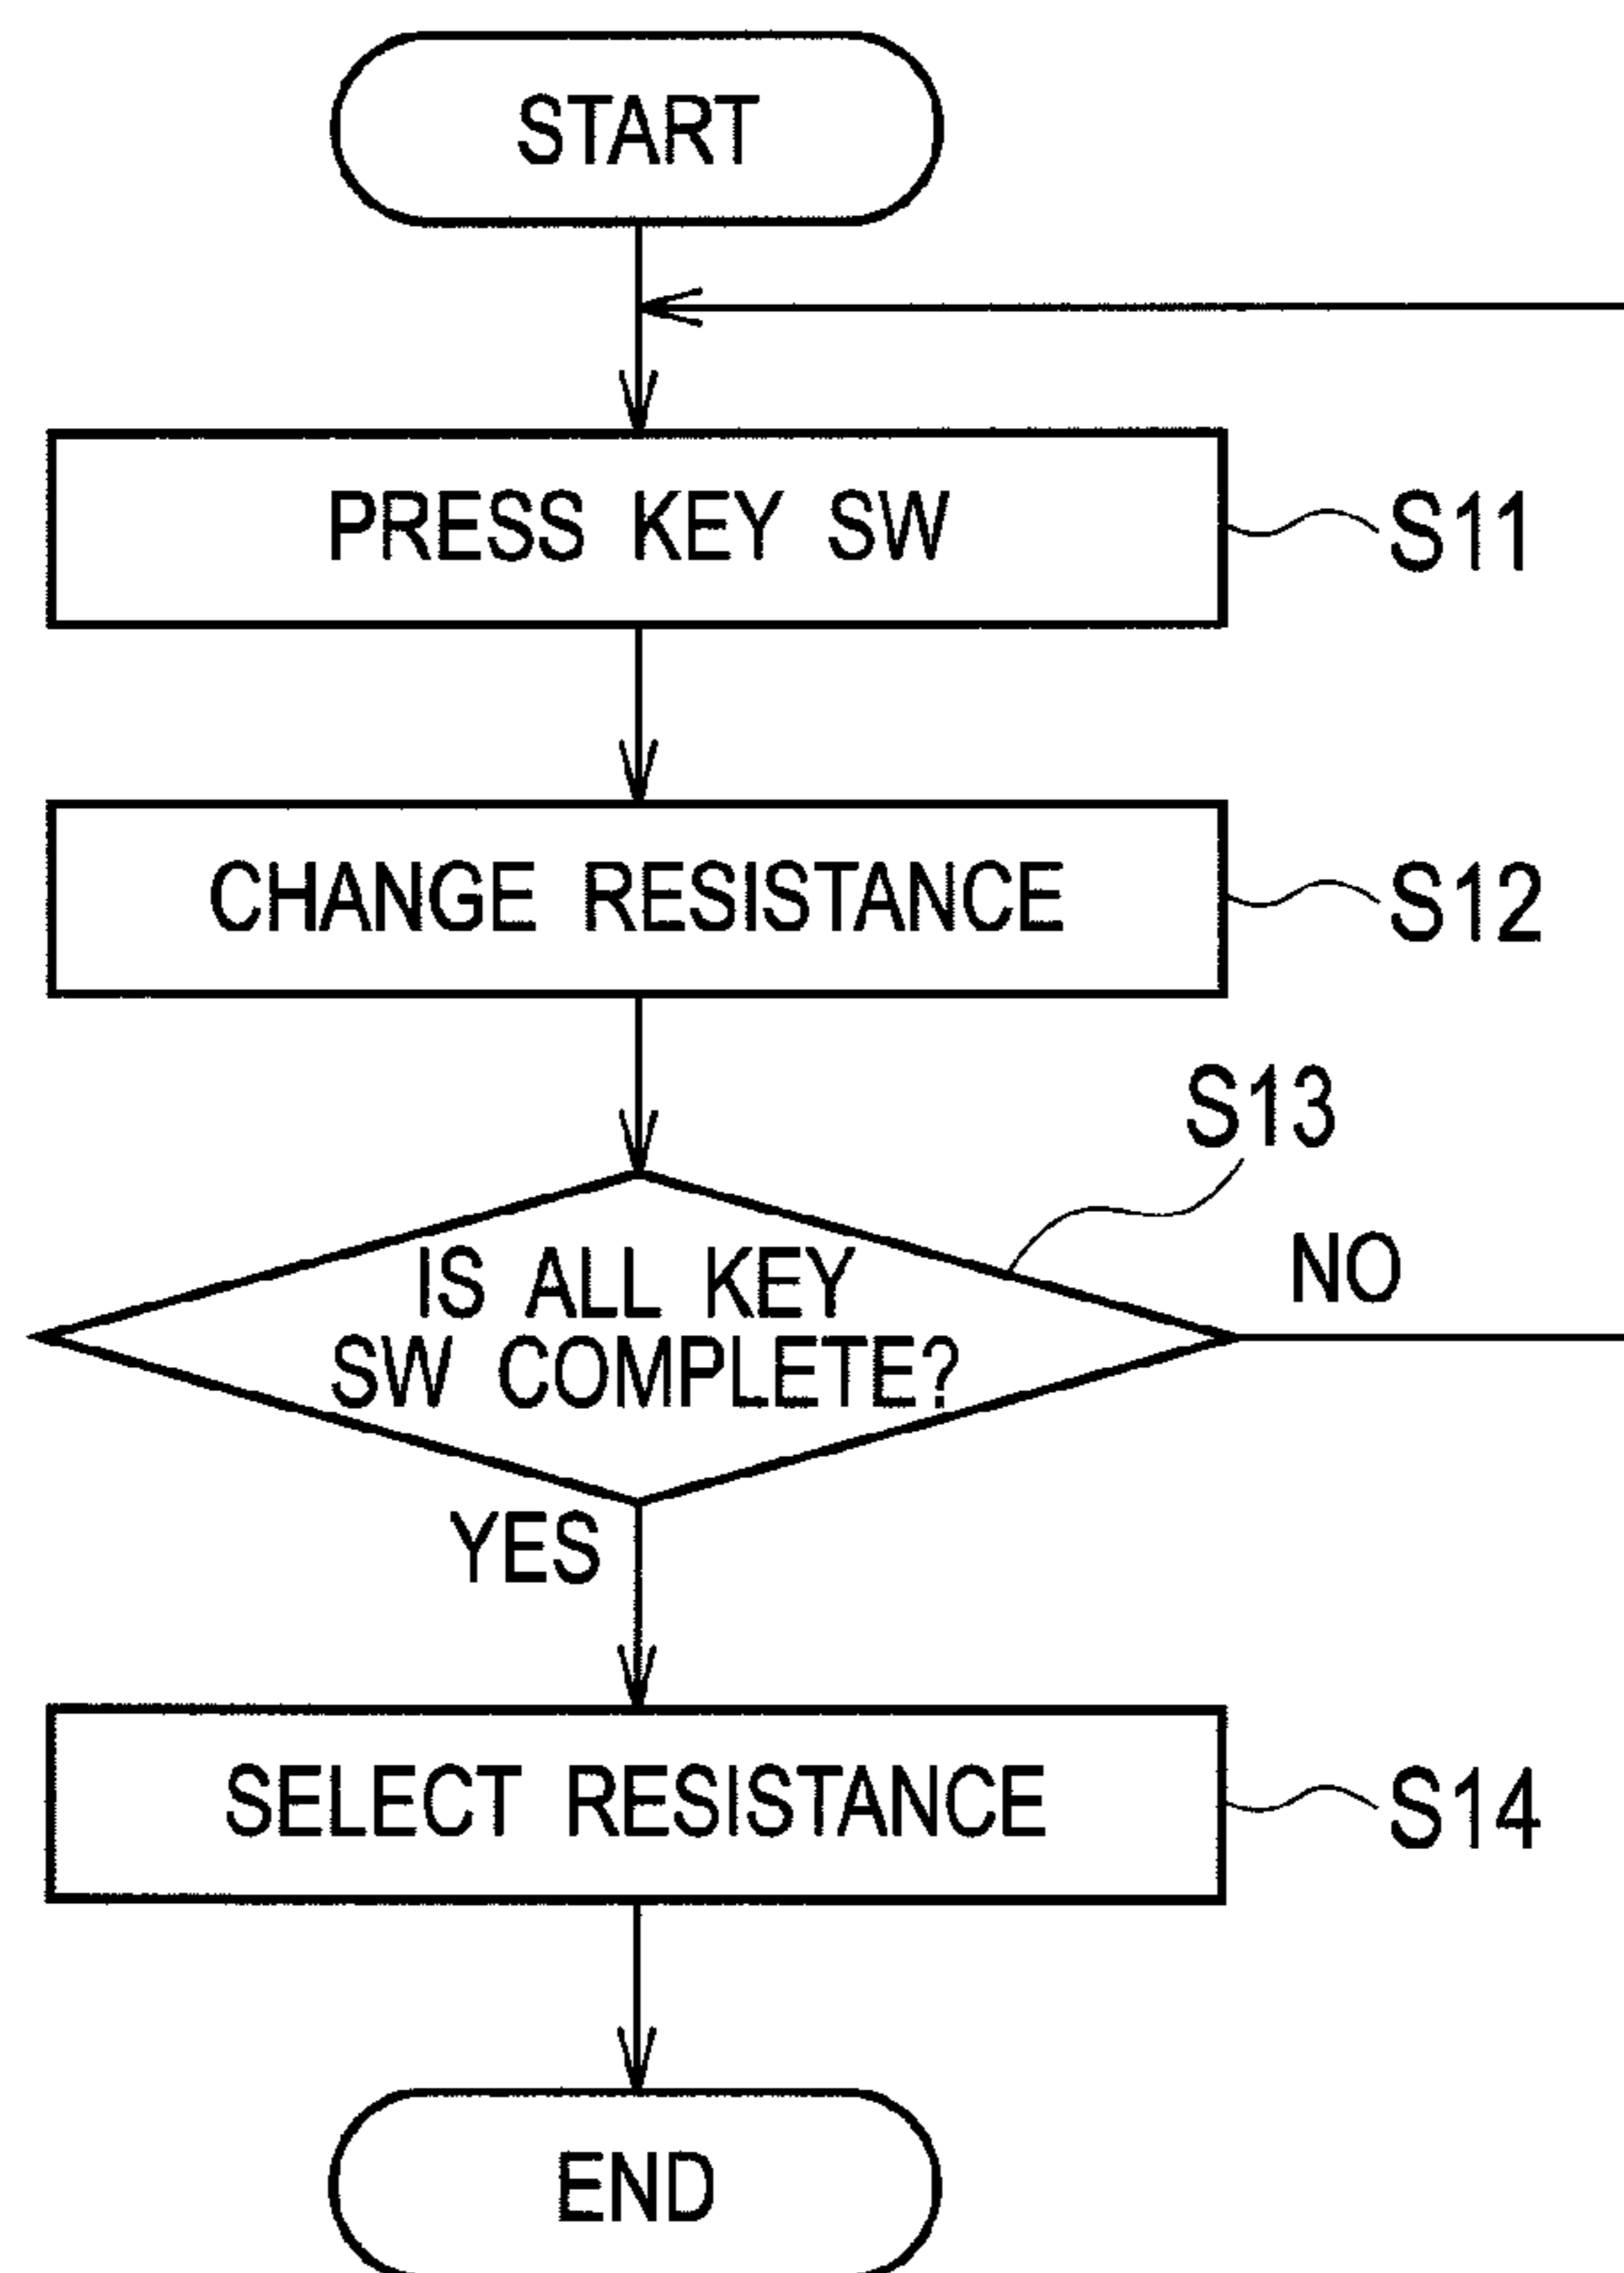 START
PRESS KEY SW
S11
CHANGE RESISTANCE
S12
S13
IS ALL KEY
SW COMPLETE?
NO
YES
SELECT RESISTANCE
S14
END